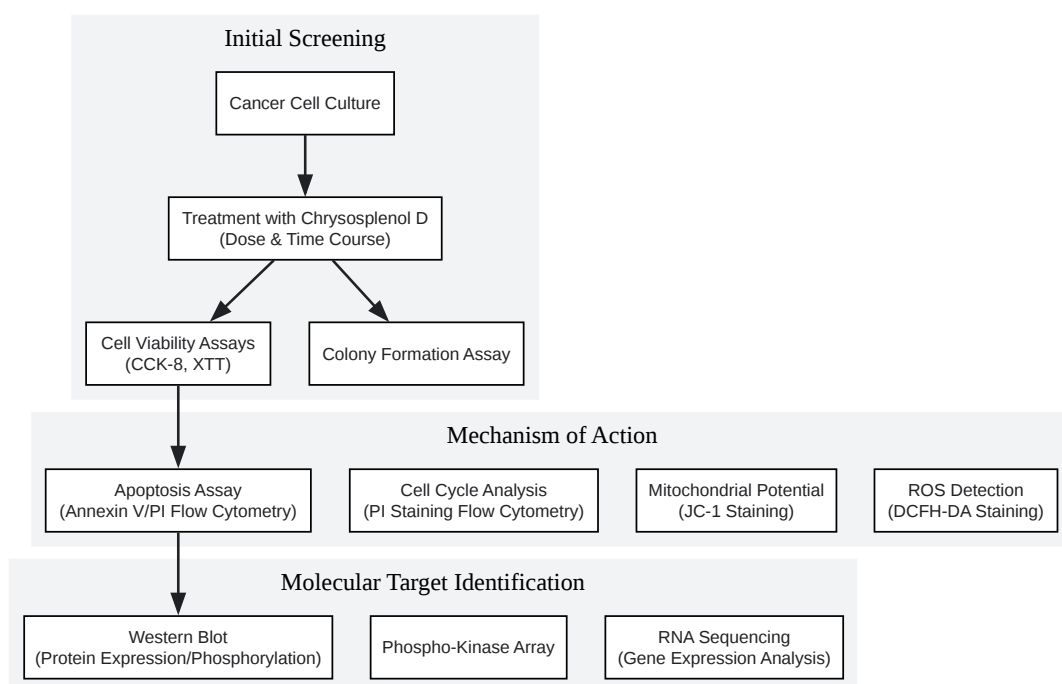 Initial Screening
Cancer Cell Culture
Treatment with Chrysosplenol D
(Dose & Time Course)
Cell Viability Assays
(CCK-8, XTT)
Colony Formation Assay
Mechanism of Action
Apoptosis Assay
(Annexin V/PI Flow Cytometry)
Cell Cycle Analysis
(PI Staining Flow Cytometry)
Mitochondrial Potential
(JC-1 Staining)
ROS Detection
(DCFH-DA Staining)
Molecular Target Identification
Western Blot
(Protein Expression/Phosphorylation)
Phospho-Kinase Array
RNA Sequencing
(Gene Expression Analysis)